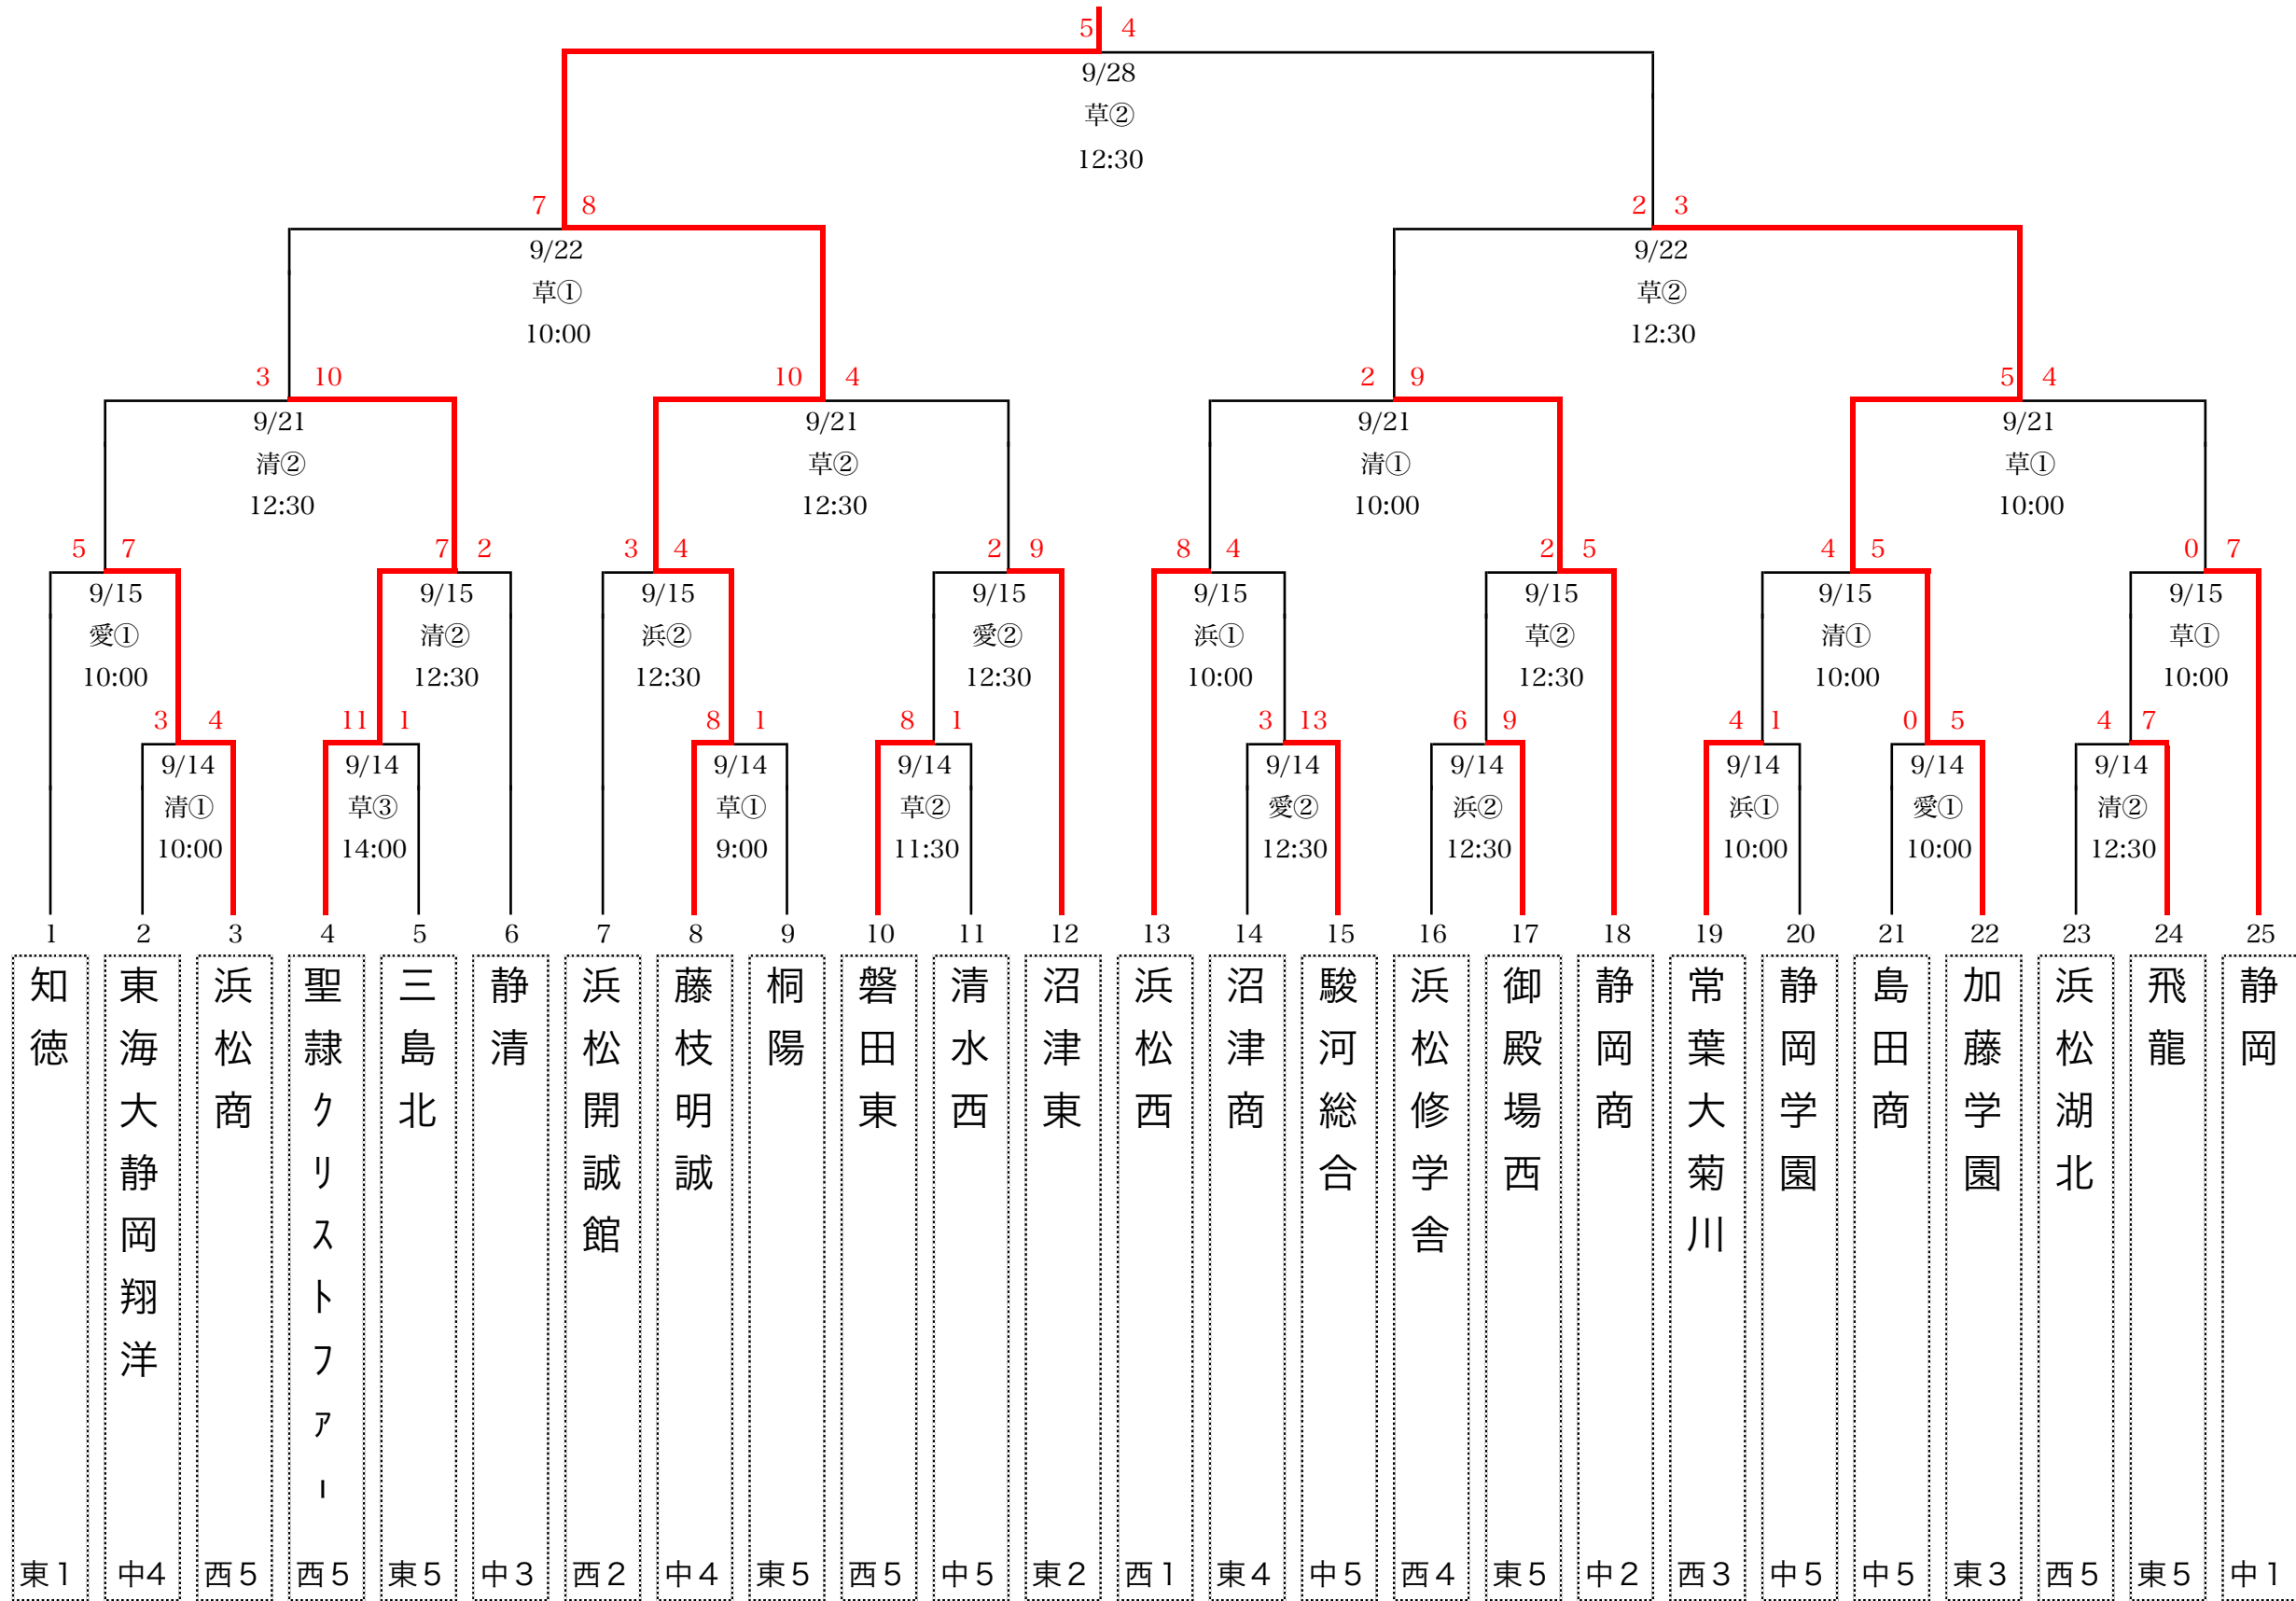 5 4
9/28
草②
12:30
7 8
2 3
9/22
草①
10:00
9/22
草②
12:30
3 10
10 4
2 9
5 4
9/21
清②
12:30
9/21
草②
12:30
9/21
清①
10:00
9/21
草①
10:00
5 7
7 2
3 4
2 9
8 4
2 5
4 5
0 7
9/15
愛①
10:00
9/15
清②
12:30
9/15
浜②
12:30
9/15
愛②
12:30
9/15
浜①
10:00
9/15
草②
12:30
9/15
清①
10:00
9/15
草①
10:00
3 4
11 1
8 1
8 1
3 13
6 9
4 1
0 5
4 7
9/14
清①
10:00
9/14
草③
14:00
9/14
草①
9:00
9/14
草②
11:30
9/14
愛②
12:30
9/14
浜②
12:30
9/14
浜①
10:00
9/14
愛①
10:00
9/14
清②
12:30
1 2 3 4 5 6 7 8 9 10 11 12 13 14 15 16 17 18 19 20 21 22 23 24 25
知徳
東海大静岡翔洋
浜松商
聖隷ｸﾘｽﾄﾌｧｰ
三島北
静清
浜松開誠館
藤枝明誠
桐陽
磐田東
清水西
沼津東
浜松西
沼津商
駿河総合
浜松修学舎
御殿場西
静岡商
常葉大菊川
静岡学園
島田商
加藤学園
浜松湖北
飛龍
静岡
東１ 中4 西５ 西５ 東５ 中３ 西２ 中４ 東５ 西５ 中５ 東２ 西１ 東４ 中５ 西４ 東５ 中２ 西３ 中５ 中５ 東３ 西５ 東５ 中１